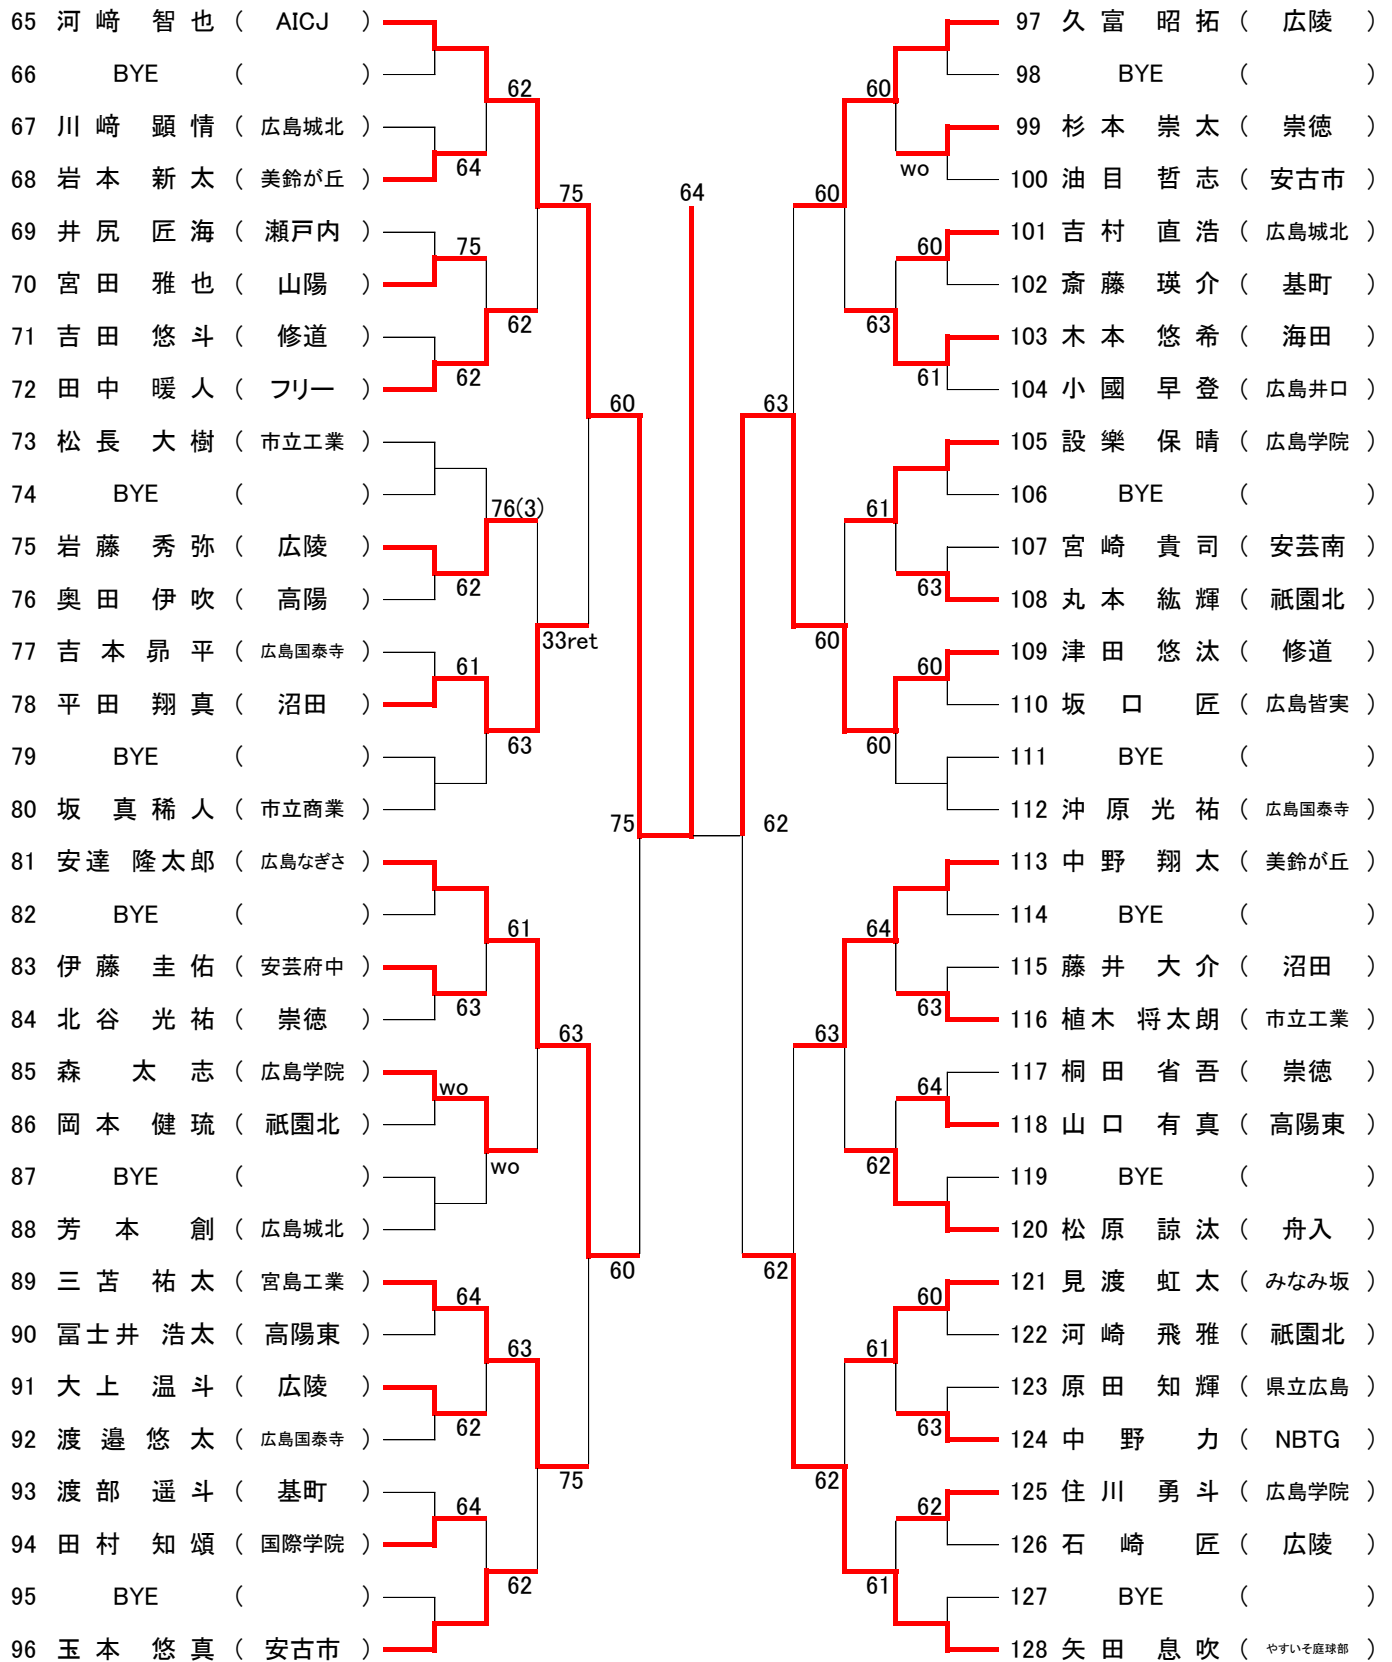 65 河﨑 智也 ( AICJ )
66 BYE ( )
62
67 川﨑 顕情 ( 広島城北 )
64
68 岩本 新太 ( 美鈴が丘 )
75
69 井尻 匠海 ( 瀬戸内 )
75
70 宮田 雅也 ( 山陽 )
62
71 吉田 悠斗 ( 修道 )
62
72 田中 暖人 ( フリー )
60
73 松長 大樹 ( 市立工業 )
74 BYE ( )
76(3)
75 岩藤 秀弥 ( 広陵 )
62
76 奥田 伊吹 ( 高陽 )
33ret
77 吉本 昴平 ( 広島国泰寺 )
61
78 平田 翔真 ( 沼田 )
63
79 BYE ( )
80 坂 真稀人 ( 市立商業 )
75
81 安達 隆太郎 ( 広島なぎさ )
82 BYE ( )
61
83 伊藤 圭佑 ( 安芸府中 )
63
84 北谷 光祐 ( 崇徳 )
63
85 森 太志 ( 広島学院 )
wo
86 岡本 健琉 ( 祇園北 )
wo
87 BYE ( )
88 芳本 創 ( 広島城北 )
60
89 三苫 祐太 ( 宮島工業 )
64
90 冨士井 浩太 ( 高陽東 )
63
91 大上 温斗 ( 広陵 )
62
92 渡邉 悠太 ( 広島国泰寺 )
75
93 渡部 遥斗 ( 基町 )
64
94 田村 知頌 ( 国際学院 )
62
95 BYE ( )
96 玉本 悠真 ( 安古市 )
64
97 久富 昭拓 ( 広陵 )
98 BYE ( )
60
99 杉本 崇太 ( 崇徳 )
wo
100 油目 哲志 ( 安古市 )
60
101 吉村 直浩 ( 広島城北 )
60
102 斎藤 瑛介 ( 基町 )
63
103 木本 悠希 ( 海田 )
61
104 小國 早登 ( 広島井口 )
63
105 設樂 保晴 ( 広島学院 )
106 BYE ( )
61
107 宮崎 貴司 ( 安芸南 )
63
108 丸本 紘輝 ( 祇園北 )
60
109 津田 悠汰 ( 修道 )
60
110 坂口 匠 ( 広島皆実 )
60
111 BYE ( )
112 沖原 光祐 ( 広島国泰寺 )
62
113 中野 翔太 ( 美鈴が丘 )
114 BYE ( )
64
115 藤井 大介 ( 沼田 )
63
116 植木 将太朗 ( 市立工業 )
63
117 桐田 省吾 ( 崇徳 )
64
118 山口 有真 ( 高陽東 )
62
119 BYE ( )
120 松原 諒汰 ( 舟入 )
62
121 見渡 虹太 ( みなみ坂 )
60
122 河崎 飛雅 ( 祇園北 )
61
123 原田 知輝 ( 県立広島 )
63
124 中野 力 ( NBTG )
62
125 住川 勇斗 ( 広島学院 )
62
126 石崎 匠 ( 広陵 )
61
127 BYE ( )
128 矢田 息吹 ( やすいそ庭球部 )